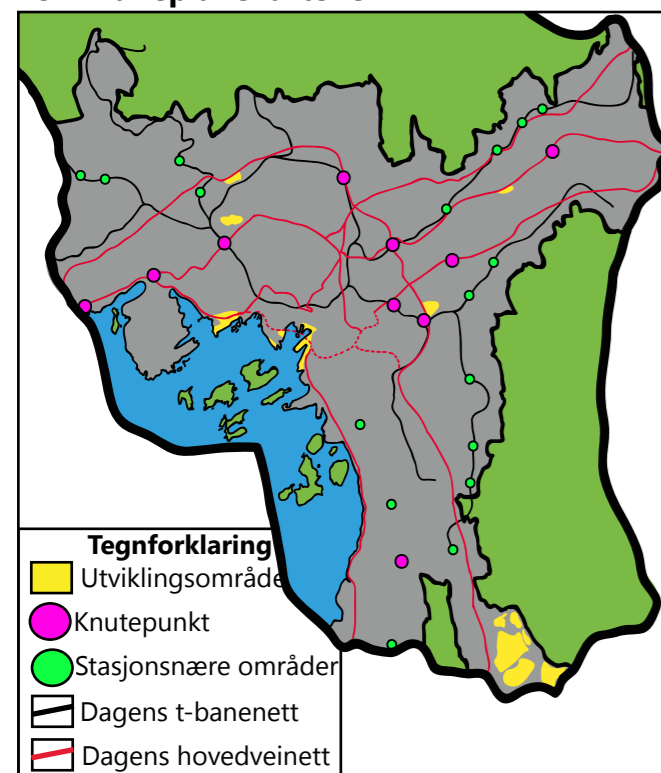 Tegnforklaring
Utviklingsområde
Knutepunkt
Stasjonsnære områder
Dagens t-banenett
Dagens hovedveinett